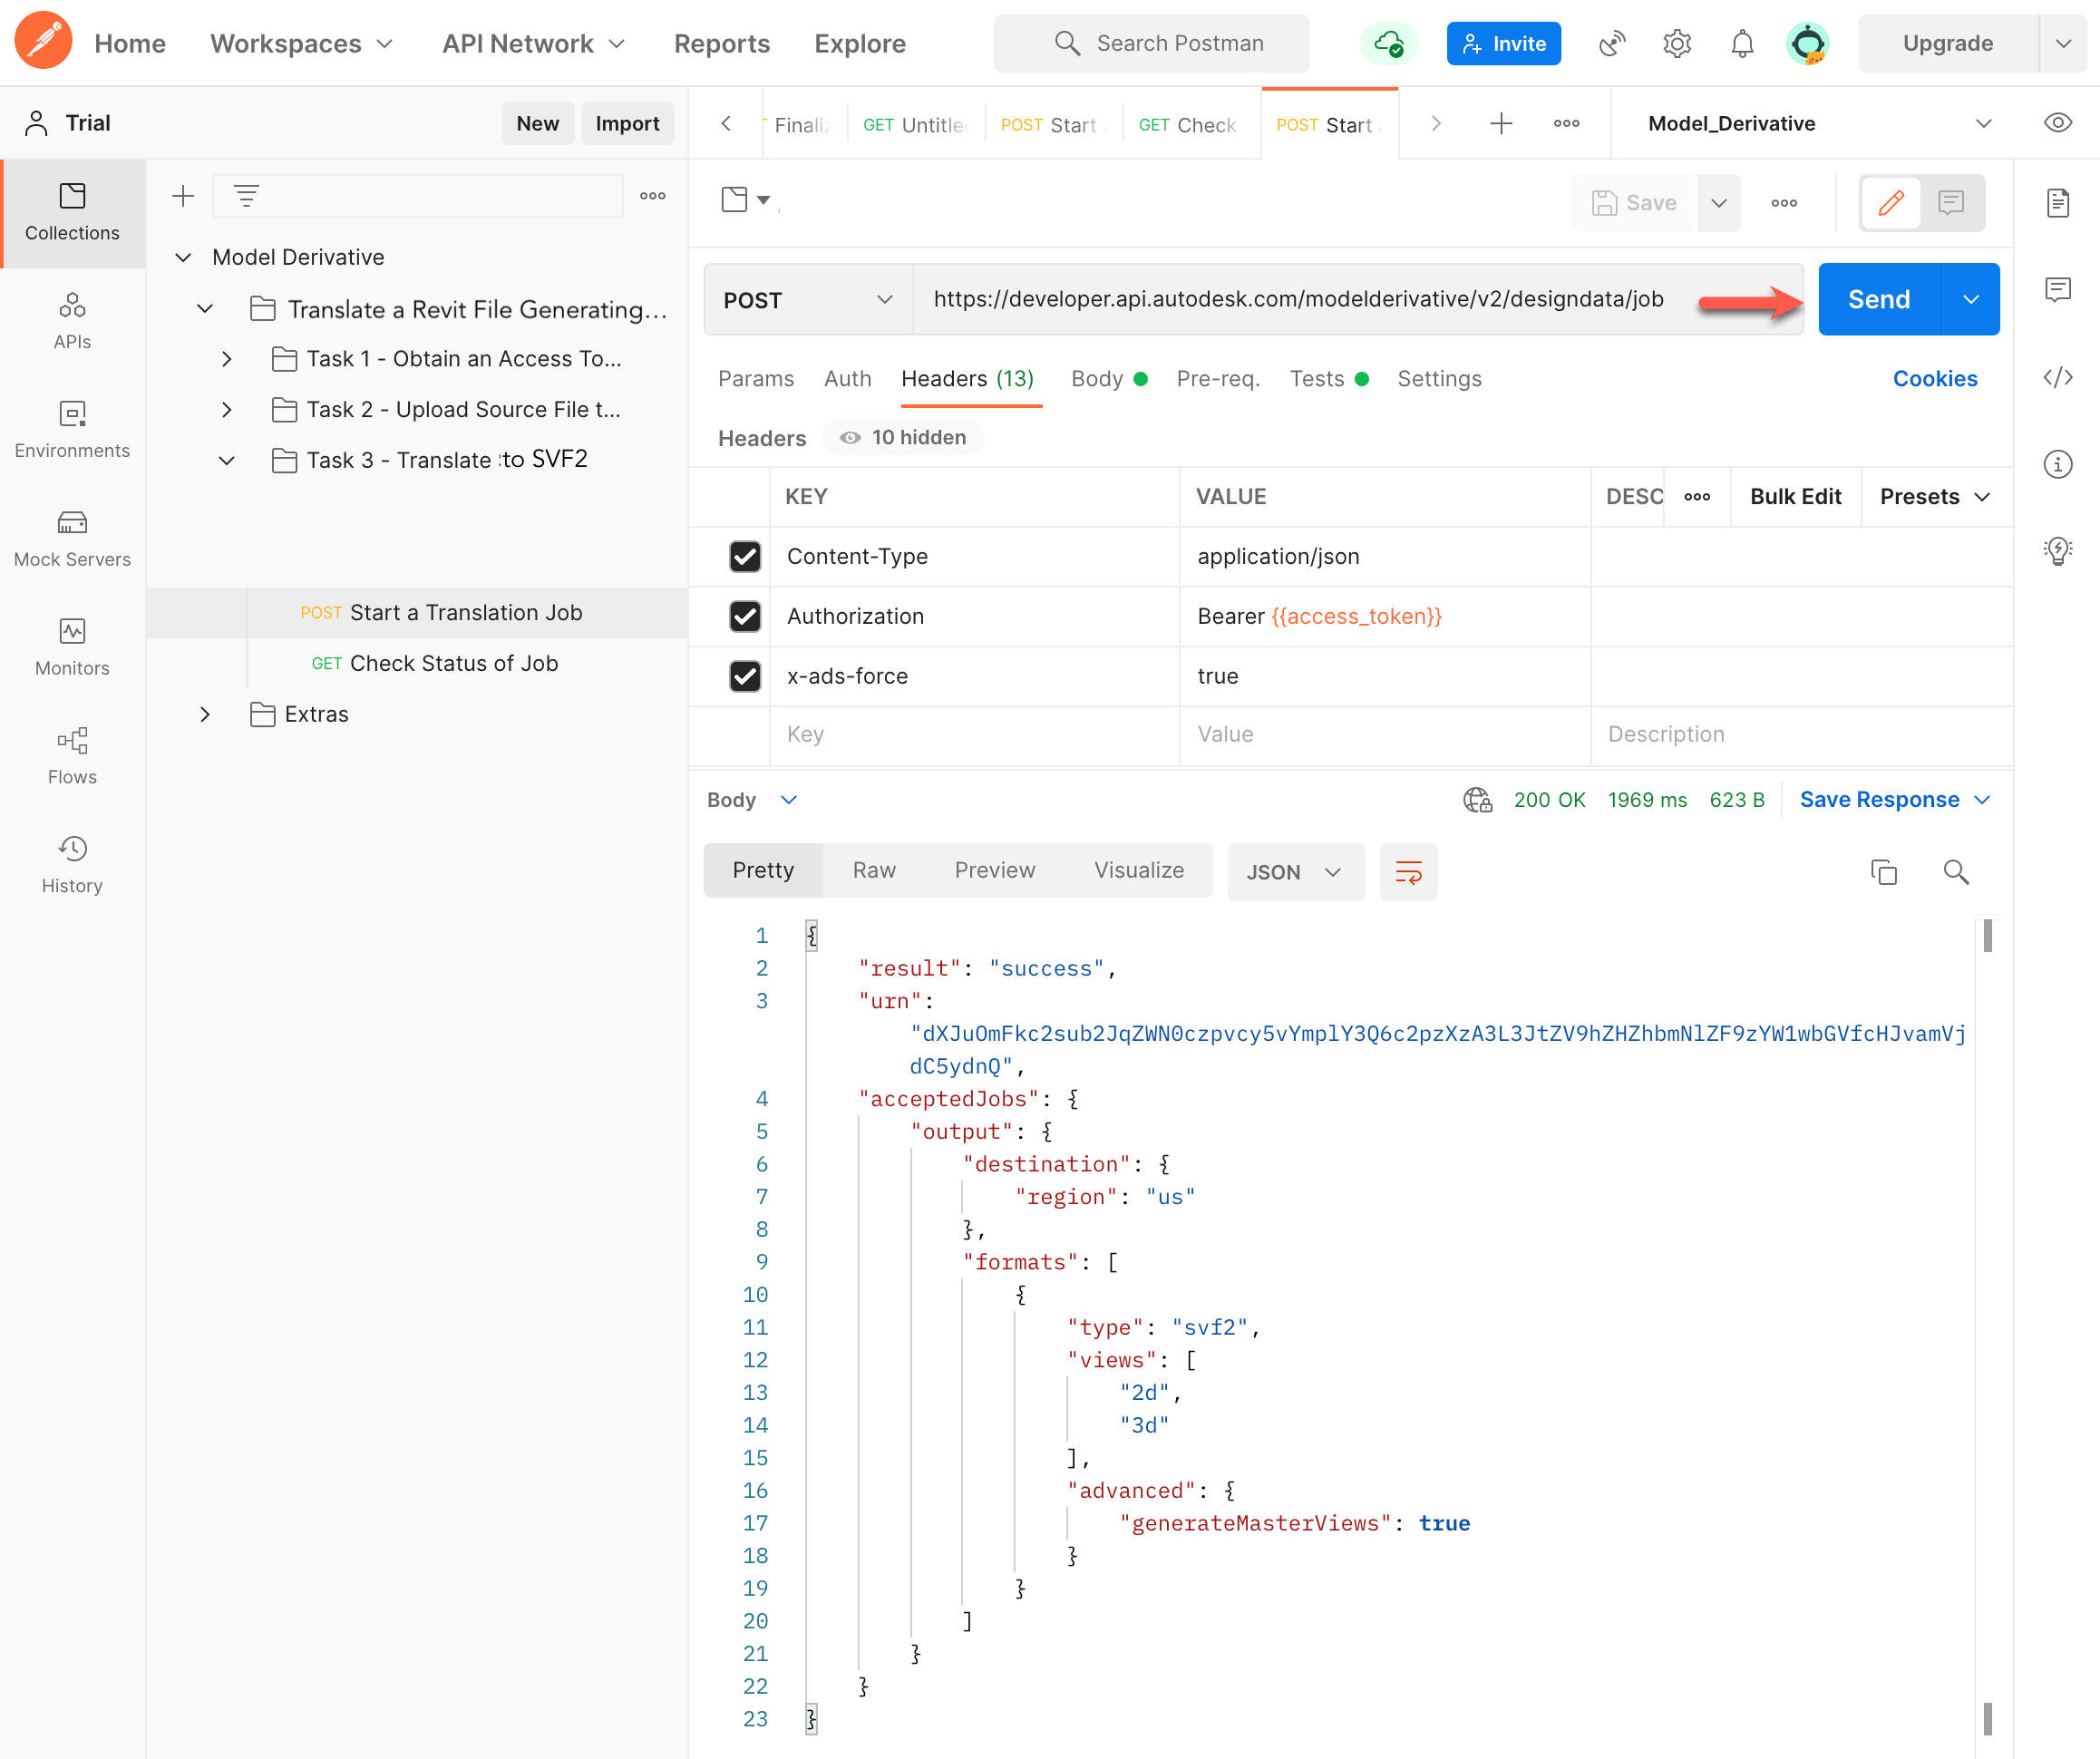 Home Workspaces API Network Reports Explore Search Postman Invite Upgrade
Trial New Import
Finaliz GET Untitle POST Start GET Check POST Start Model_Derivative
Collections
APIs
Environments
Mock Servers
Monitors
Flows
History
Model Derivative
Translate a Revit File Generating...
Task 1 - Obtain an Access To...
Task 2 - Upload Source File t...
Task 3 - Translate to SVF2
POST Start a Translation Job
GET Check Status of Job
Extras
Save
POST https://developer.api.autodesk.com/modelderivative/v2/designdata/job Send
Params Auth Headers (13) Body Pre-req. Tests Settings Cookies
Headers 10 hidden
KEY VALUE DESC Bulk Edit Presets
Content-Type application/json
Authorization Bearer {{access_token}}
x-ads-force true
Key Value Description
Body 200 OK 1969 ms 623 B Save Response
Pretty Raw Preview Visualize JSON
1 {
2 "result": "success",
3 "urn":
"dXJuOmFkc2sub2JqZWN0czpvcy5vYmplY3Q6c2pzXzA3L3JtZV9hZHZhbmNlZF9zYW1wbGVfcHJvamVj
dC5ydnQ",
4 "acceptedJobs": {
5 "output": {
6 "destination": {
7 "region": "us"
8 },
9 "formats": [
10 {
11 "type": "svf2",
12 "views": [
13 "2d",
14 "3d"
15 ],
16 "advanced": {
17 "generateMasterViews": true
18 }
19 }
20 ]
21 }
22 }
23 }